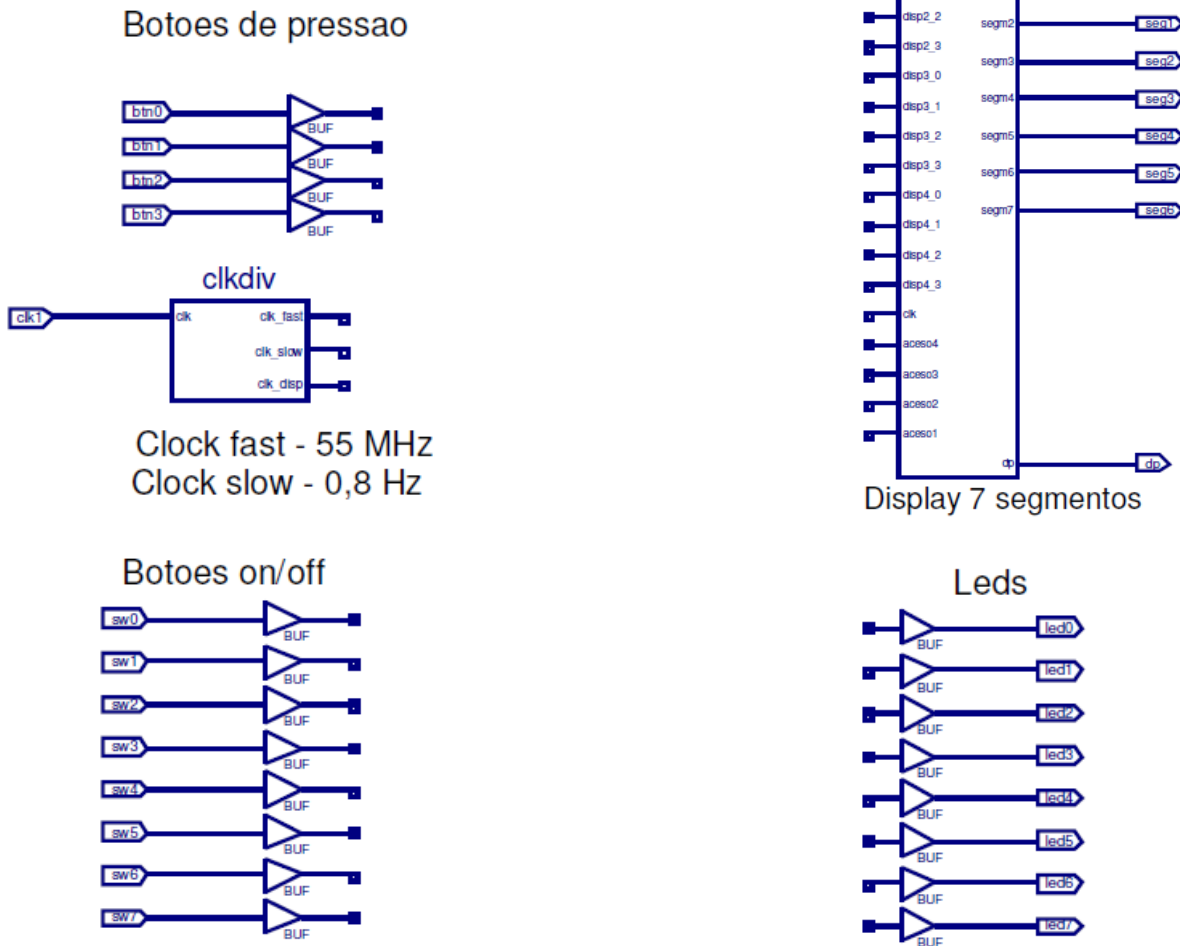 Botoes de pressao
btn0
BUF
btn1
BUF
btn2
BUF
btn3
BUF
clkdiv
clk1
clk
clk_fast
clk_slow
clk_disp
Clock fast - 55 MHz
Clock slow - 0,8 Hz
disp2_2
disp2_3
disp3_0
disp3_1
disp3_2
disp3_3
disp4_0
disp4_1
disp4_2
disp4_3
clk
aceso4
aceso3
aceso2
aceso1
segm2
seg1
segm3
seg2
segm4
seg3
segm5
seg4
segm6
seg5
segm7
seg6
dp
dp
Display 7 segmentos
Botoes on/off
sw0
BUF
sw1
BUF
sw2
BUF
sw3
BUF
sw4
BUF
sw5
BUF
sw6
BUF
sw7
BUF
Leds
led0
BUF
led1
BUF
led2
BUF
led3
BUF
led4
BUF
led5
BUF
led6
BUF
led7
BUF